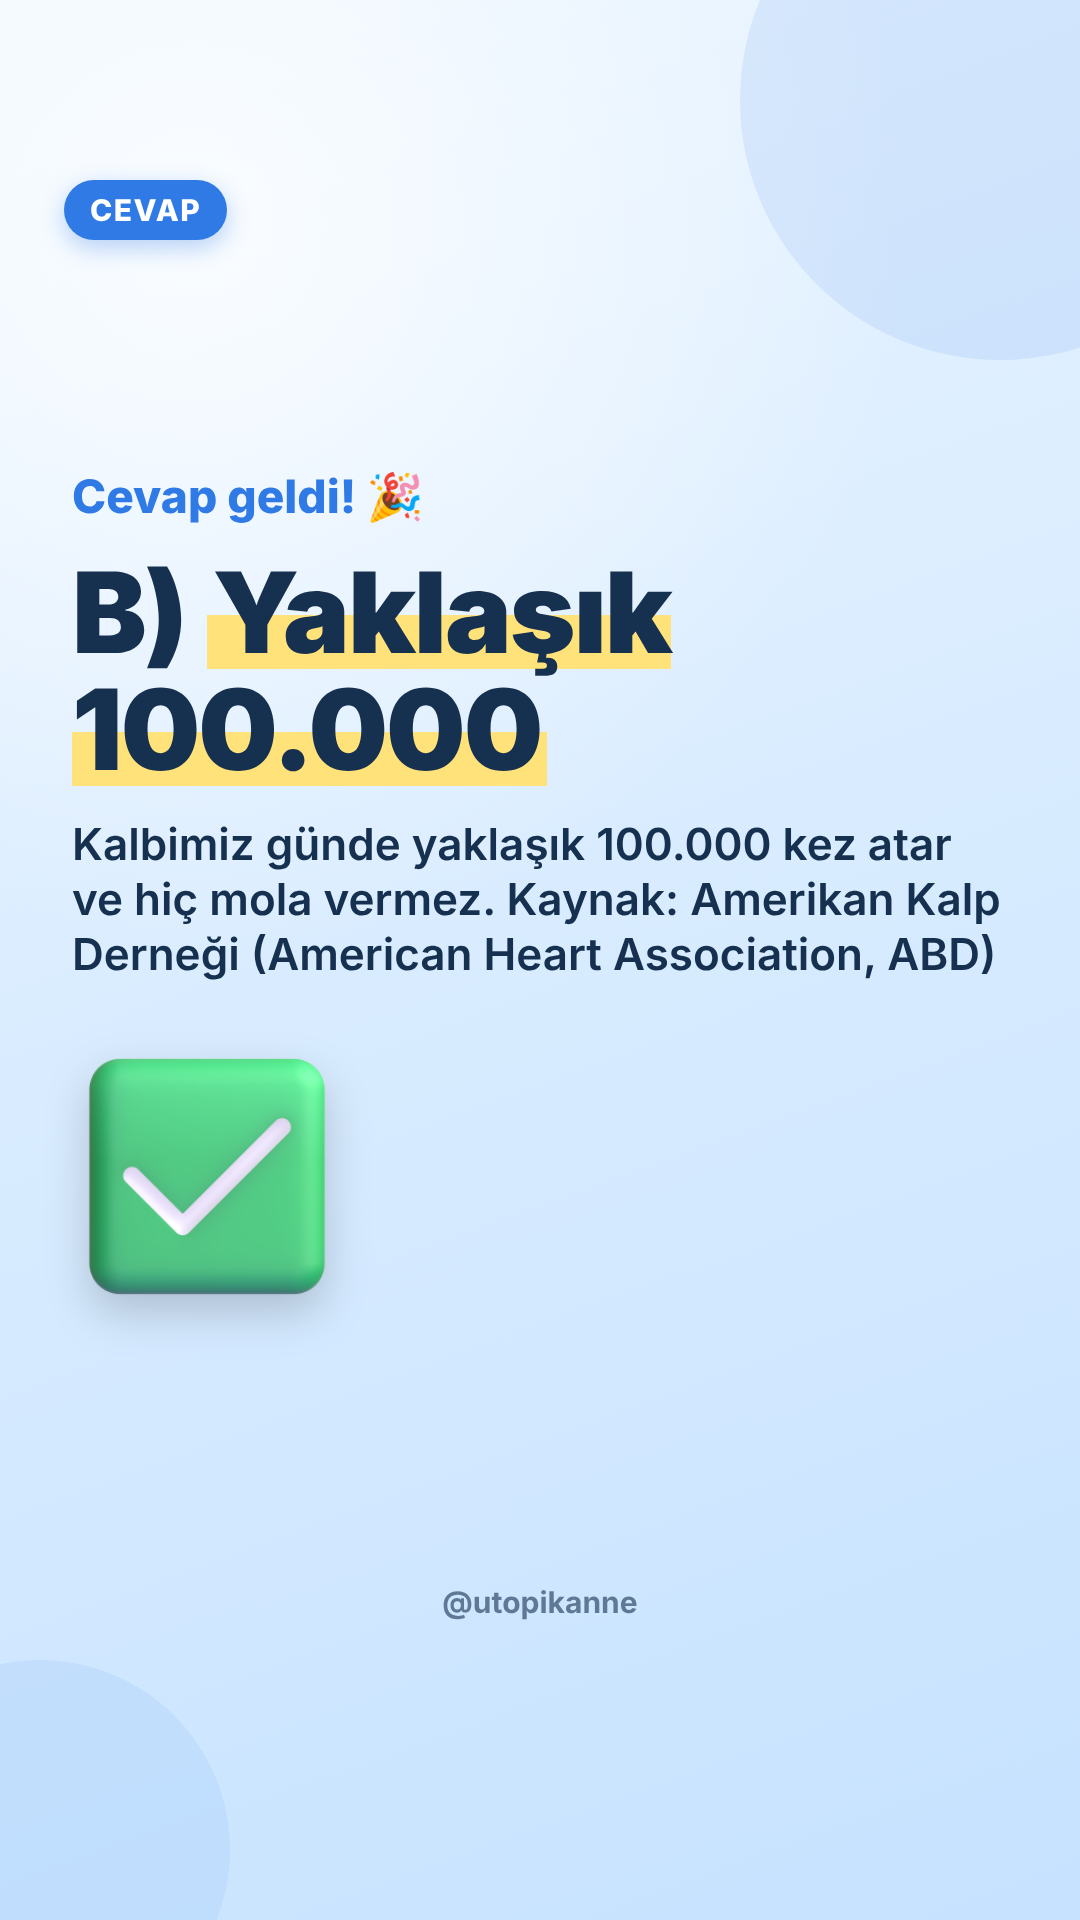 CEVAP
Cevap geldi! 🎉
B) Yaklaşık
100.000
Kalbimiz günde yaklaşık 100.000 kez atar
ve hiç mola vermez. Kaynak: Amerikan Kalp
Derneği (American Heart Association, ABD)
@utopikanne